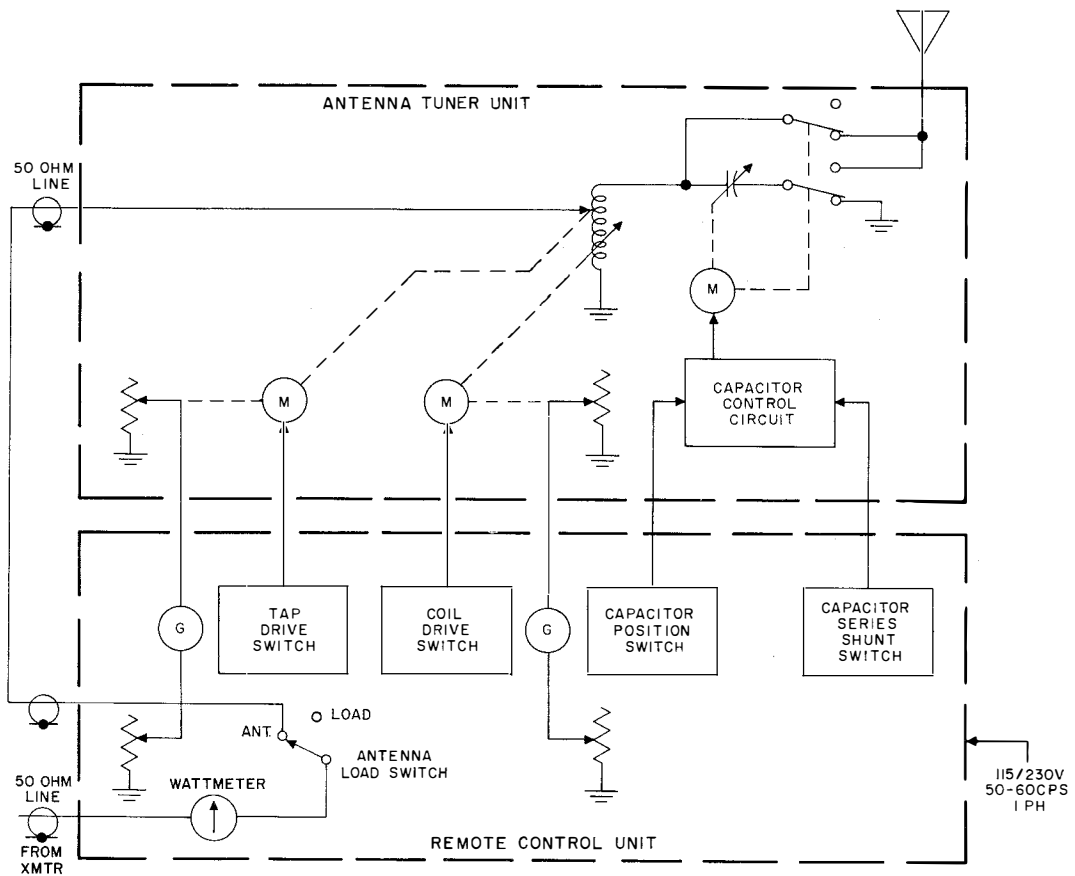 ANTENNA TUNER UNIT
50 OHM
LINE
M
M
M
CAPACITOR
CONTROL
CIRCUIT
TAP
DRIVE
SWITCH
COIL
DRIVE
SWITCH
CAPACITOR
POSITION
SWITCH
CAPACITOR
SERIES
SHUNT
SWITCH
G
G
LOAD
ANT.
ANTENNA
LOAD SWITCH
50 OHM
LINE
WATTMETER
FROM
XMTR
115/230V
50-60CPS
1 PH
REMOTE CONTROL UNIT